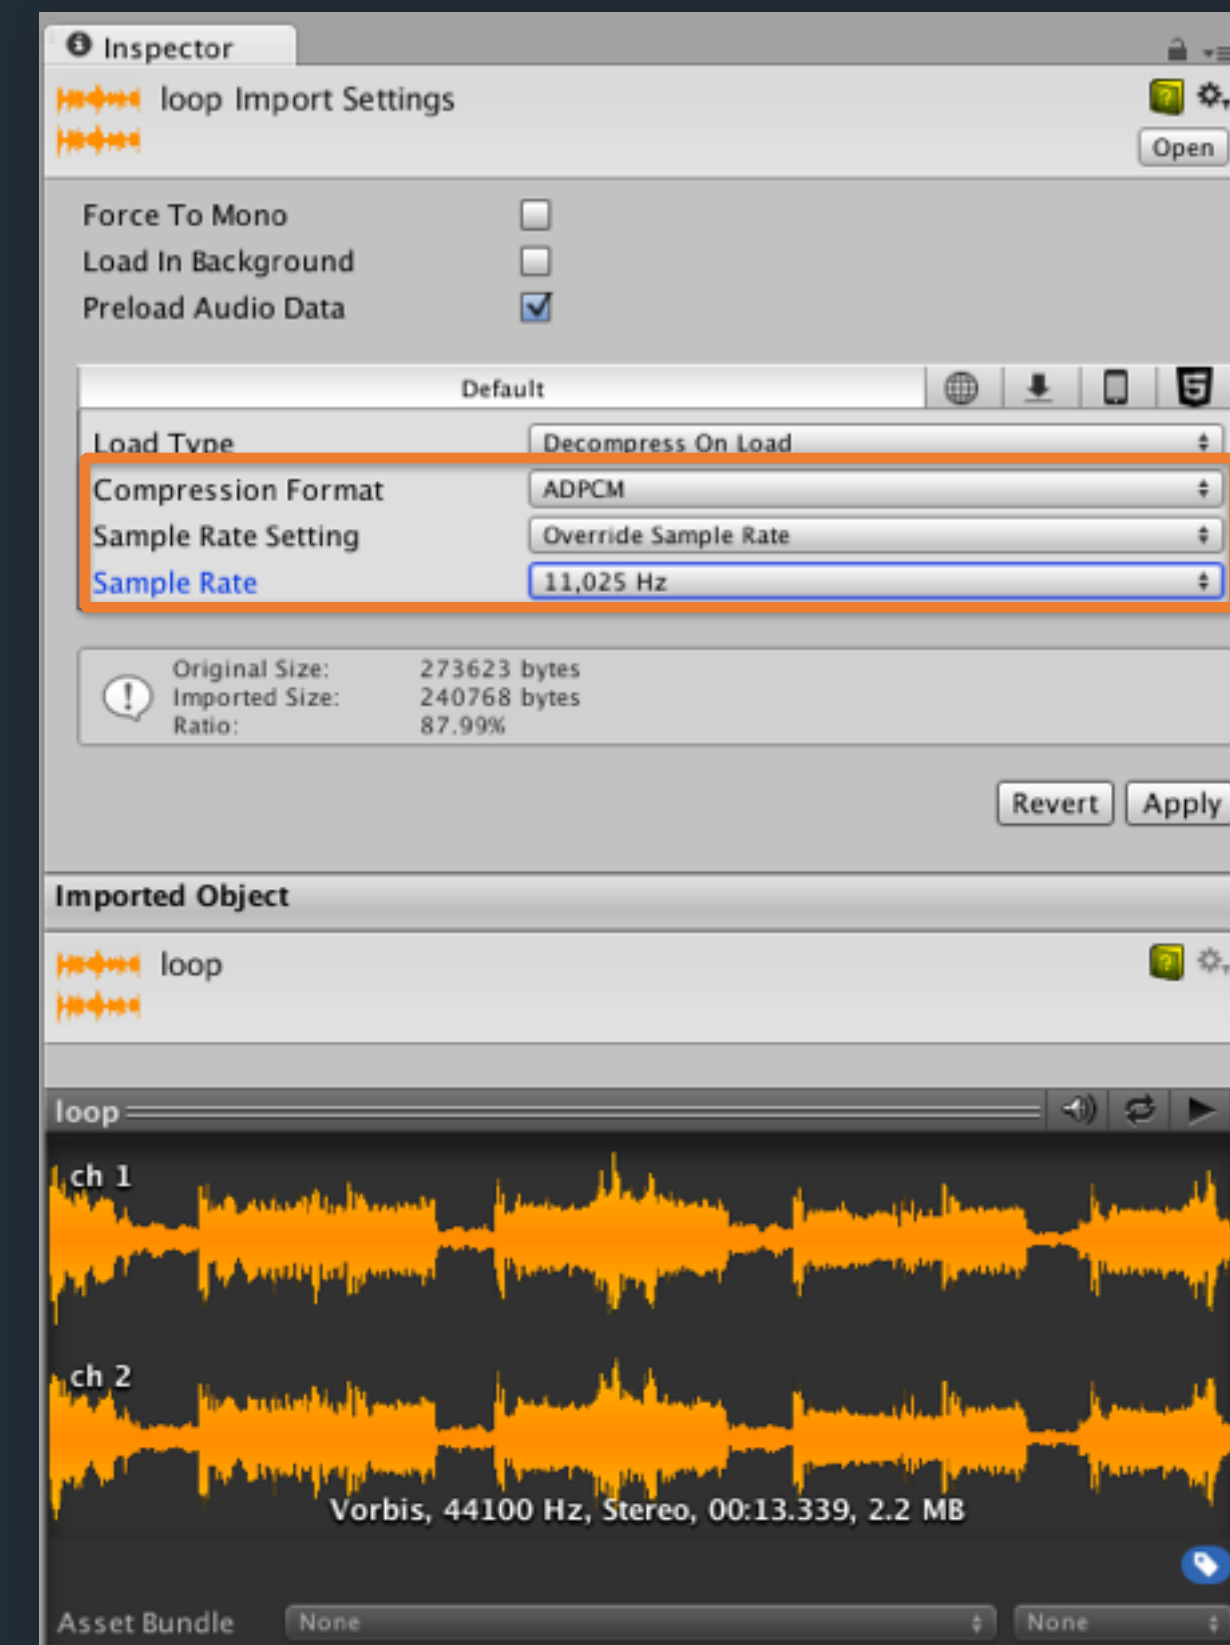 Inspector
loop Import Settings
Open
Force To Mono
Load In Background
Preload Audio Data
Default
Load Type Decompress On Load
Compression Format ADPCM
Sample Rate Setting Override Sample Rate
Sample Rate 11,025 Hz
Original Size: 273623 bytes
Imported Size: 240768 bytes
Ratio: 87.99%
Revert Apply
Imported Object
loop
loop
ch 1
ch 2
Vorbis, 44100 Hz, Stereo, 00:13.339, 2.2 MB
Asset Bundle None None